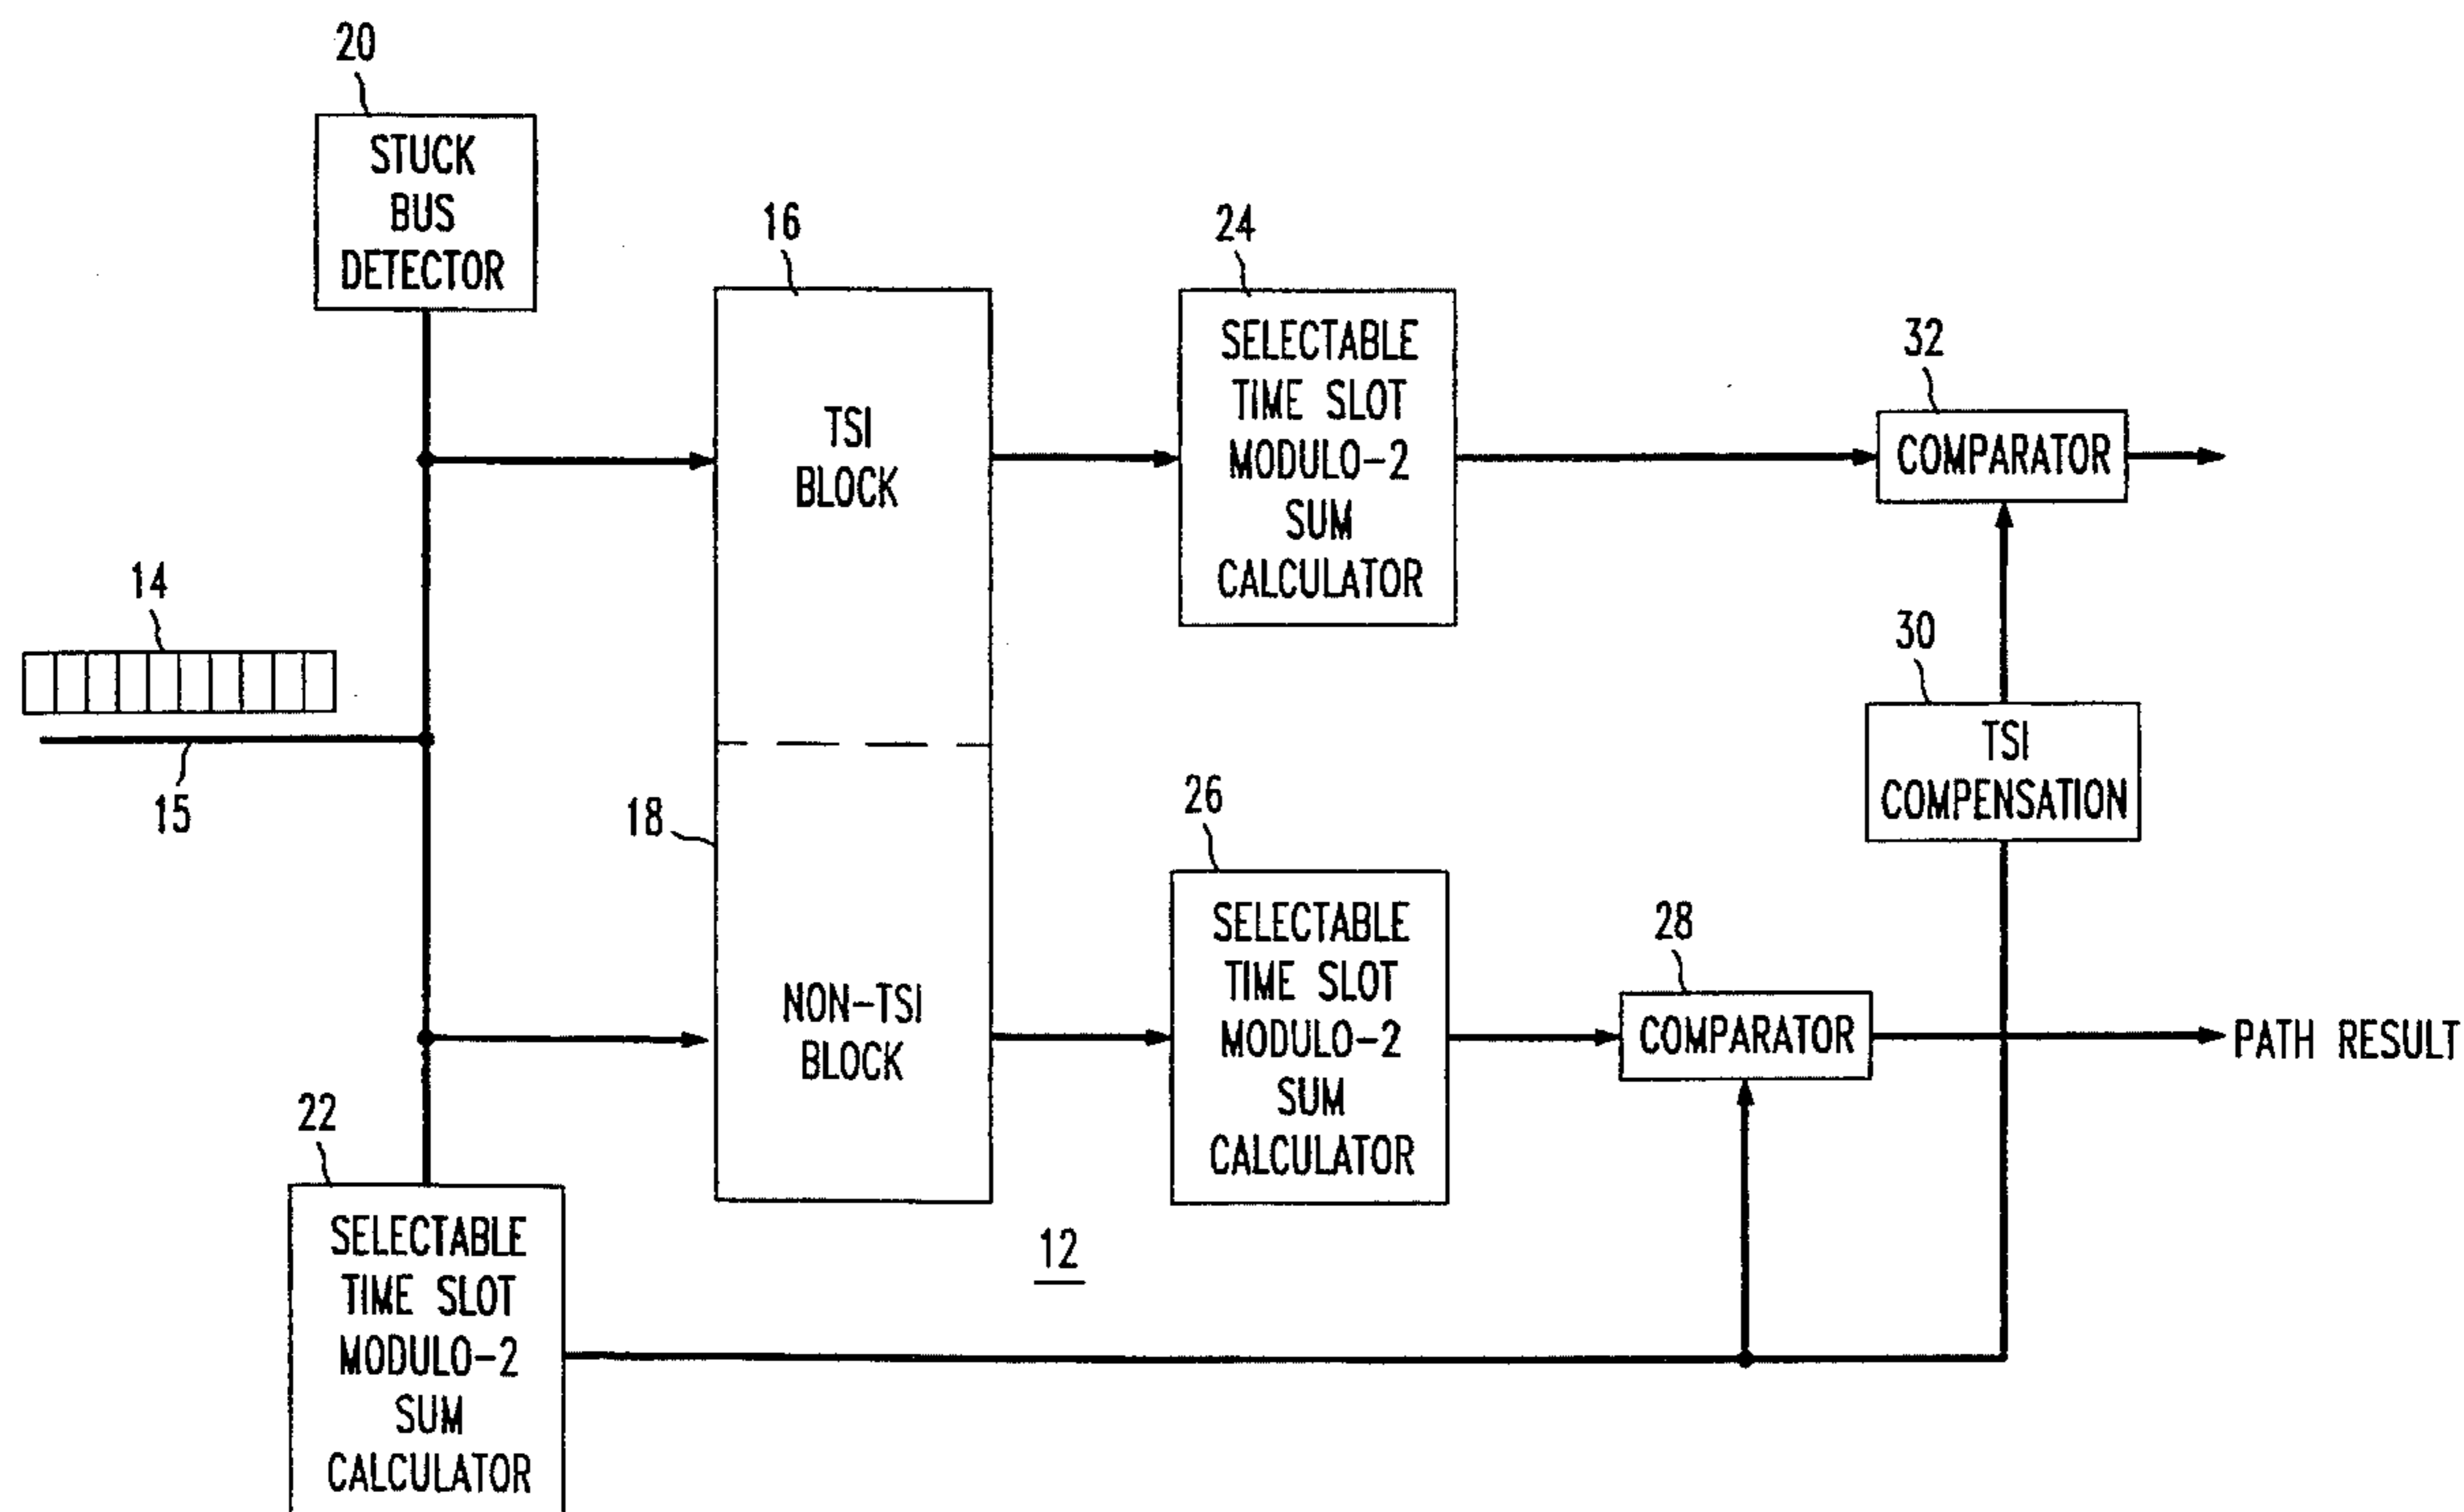 20
STUCK
BUS
DETECTOR
16
TSI
BLOCK
24
SELECTABLE
TIME SLOT
MODULO-2
SUM
CALCULATOR
32
COMPARATOR
14
15
30
TSI
COMPENSATION
18
NON-TSI
BLOCK
26
SELECTABLE
TIME SLOT
MODULO-2
SUM
CALCULATOR
28
COMPARATOR
PATH RESULT
22
SELECTABLE
TIME SLOT
MODULO-2
SUM
CALCULATOR
12